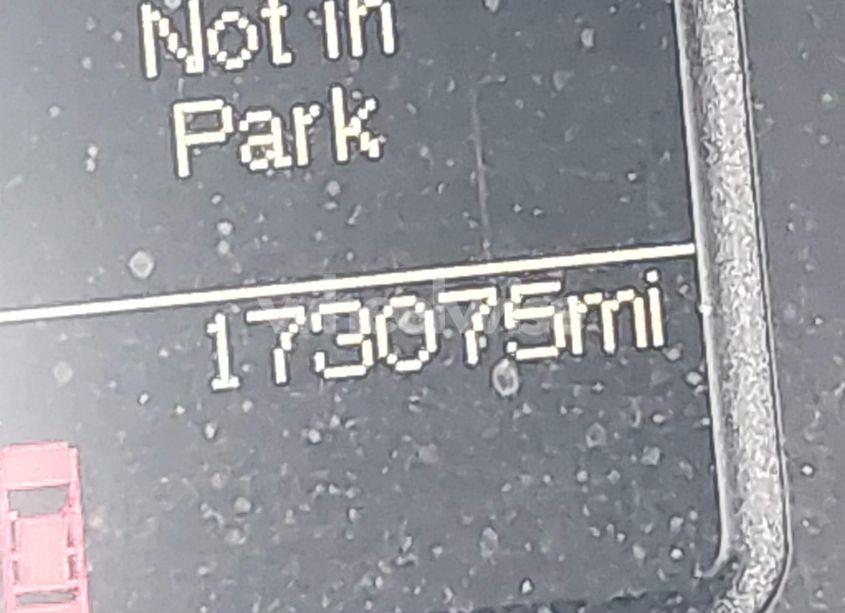 Not in
Park
173075mi